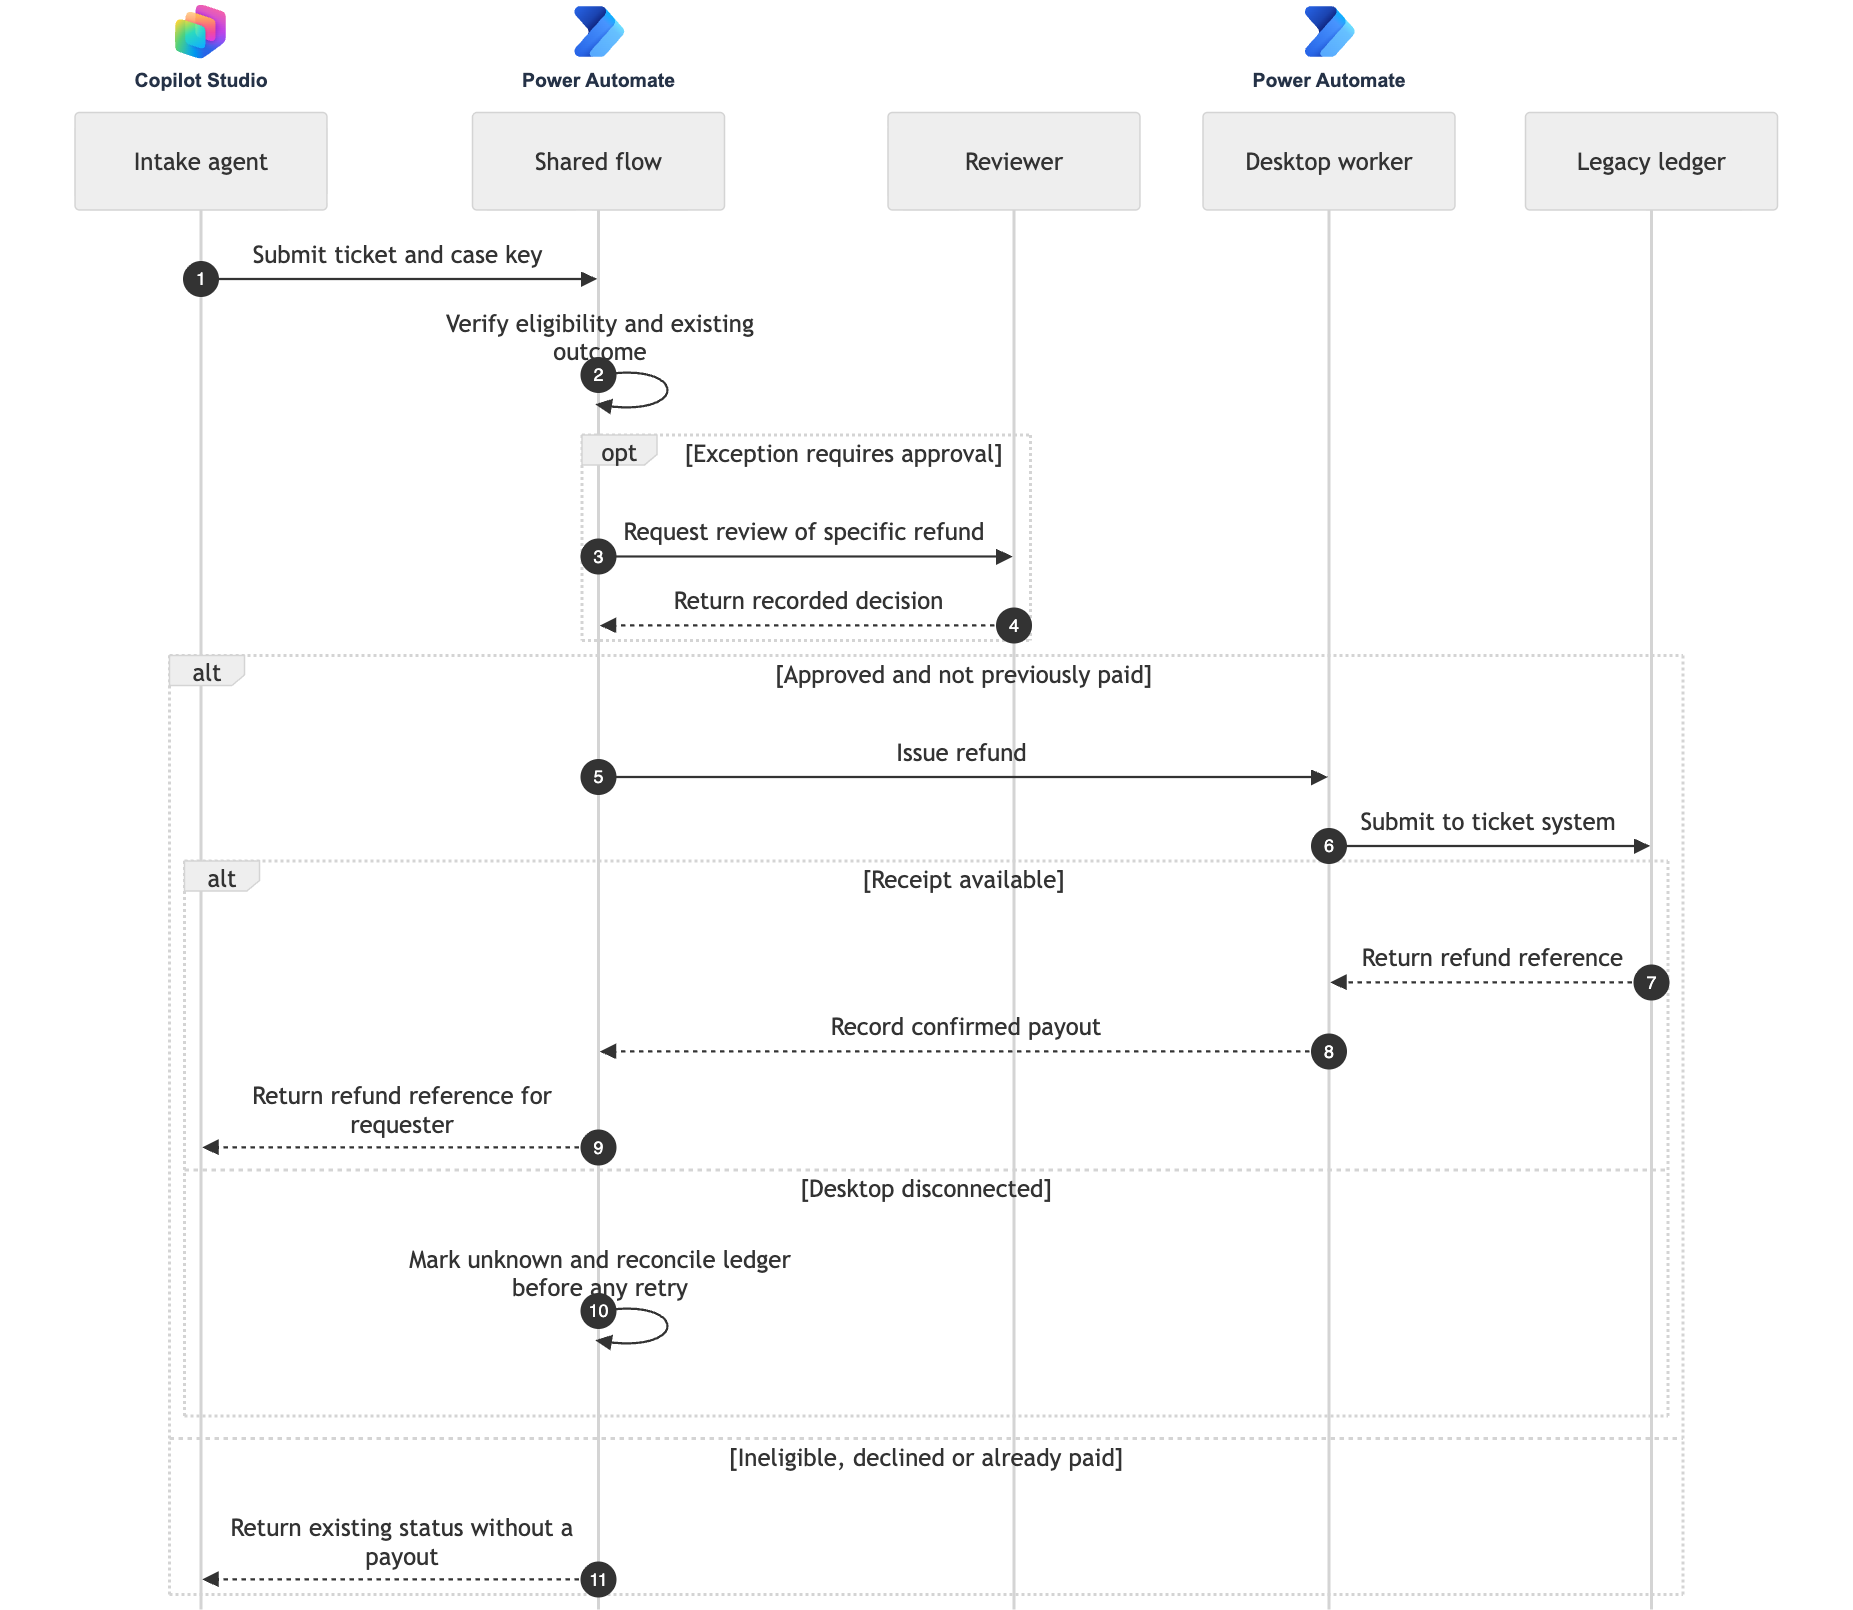 Copilot Studio
Power Automate
Power Automate
Intake agent
Shared flow
Reviewer
Desktop worker
Legacy ledger
Submit ticket and case key
1
Verify eligibility and existing
outcome
2
opt
[Exception requires approval]
Request review of specific refund
3
Return recorded decision
4
alt
[Approved and not previously paid]
Issue refund
5
Submit to ticket system
6
alt
[Receipt available]
Return refund reference
7
Record confirmed payout
8
Return refund reference for
requester
9
[Desktop disconnected]
Mark unknown and reconcile ledger
before any retry
10
[Ineligible, declined or already paid]
Return existing status without a
payout
11